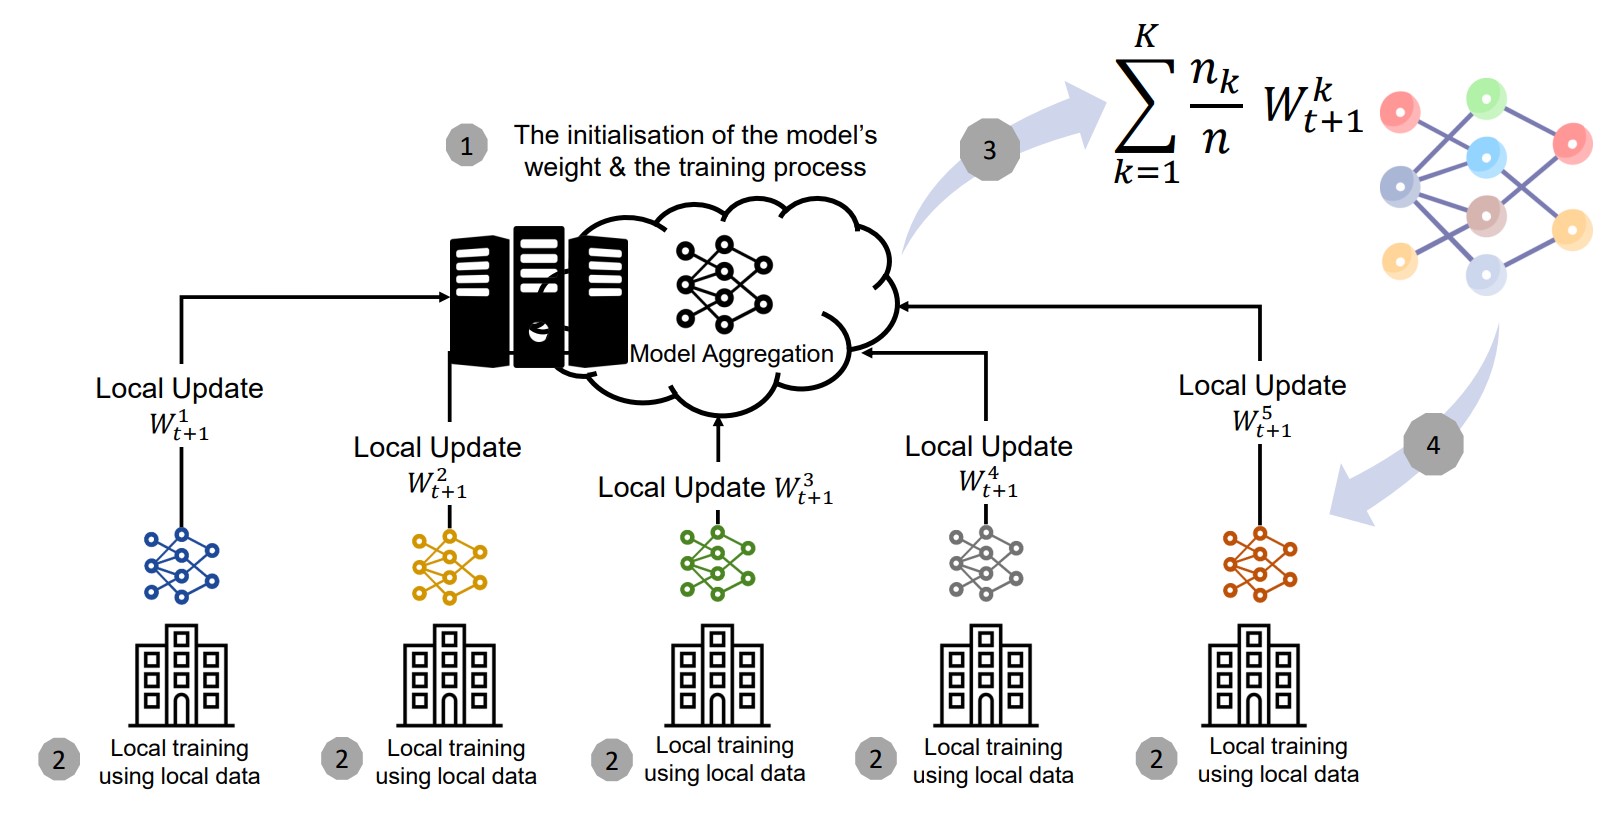 1
The initialisation of the model's
weight & the training process
3
K
∑ n_k/n W_{t+1}^k
k=1
Model Aggregation
Local Update
W_{t+1}^1
Local Update
W_{t+1}^2
Local Update W_{t+1}^3
Local Update
W_{t+1}^4
Local Update
W_{t+1}^5
4
2
Local training
using local data
2
Local training
using local data
2
Local training
using local data
2
Local training
using local data
2
Local training
using local data